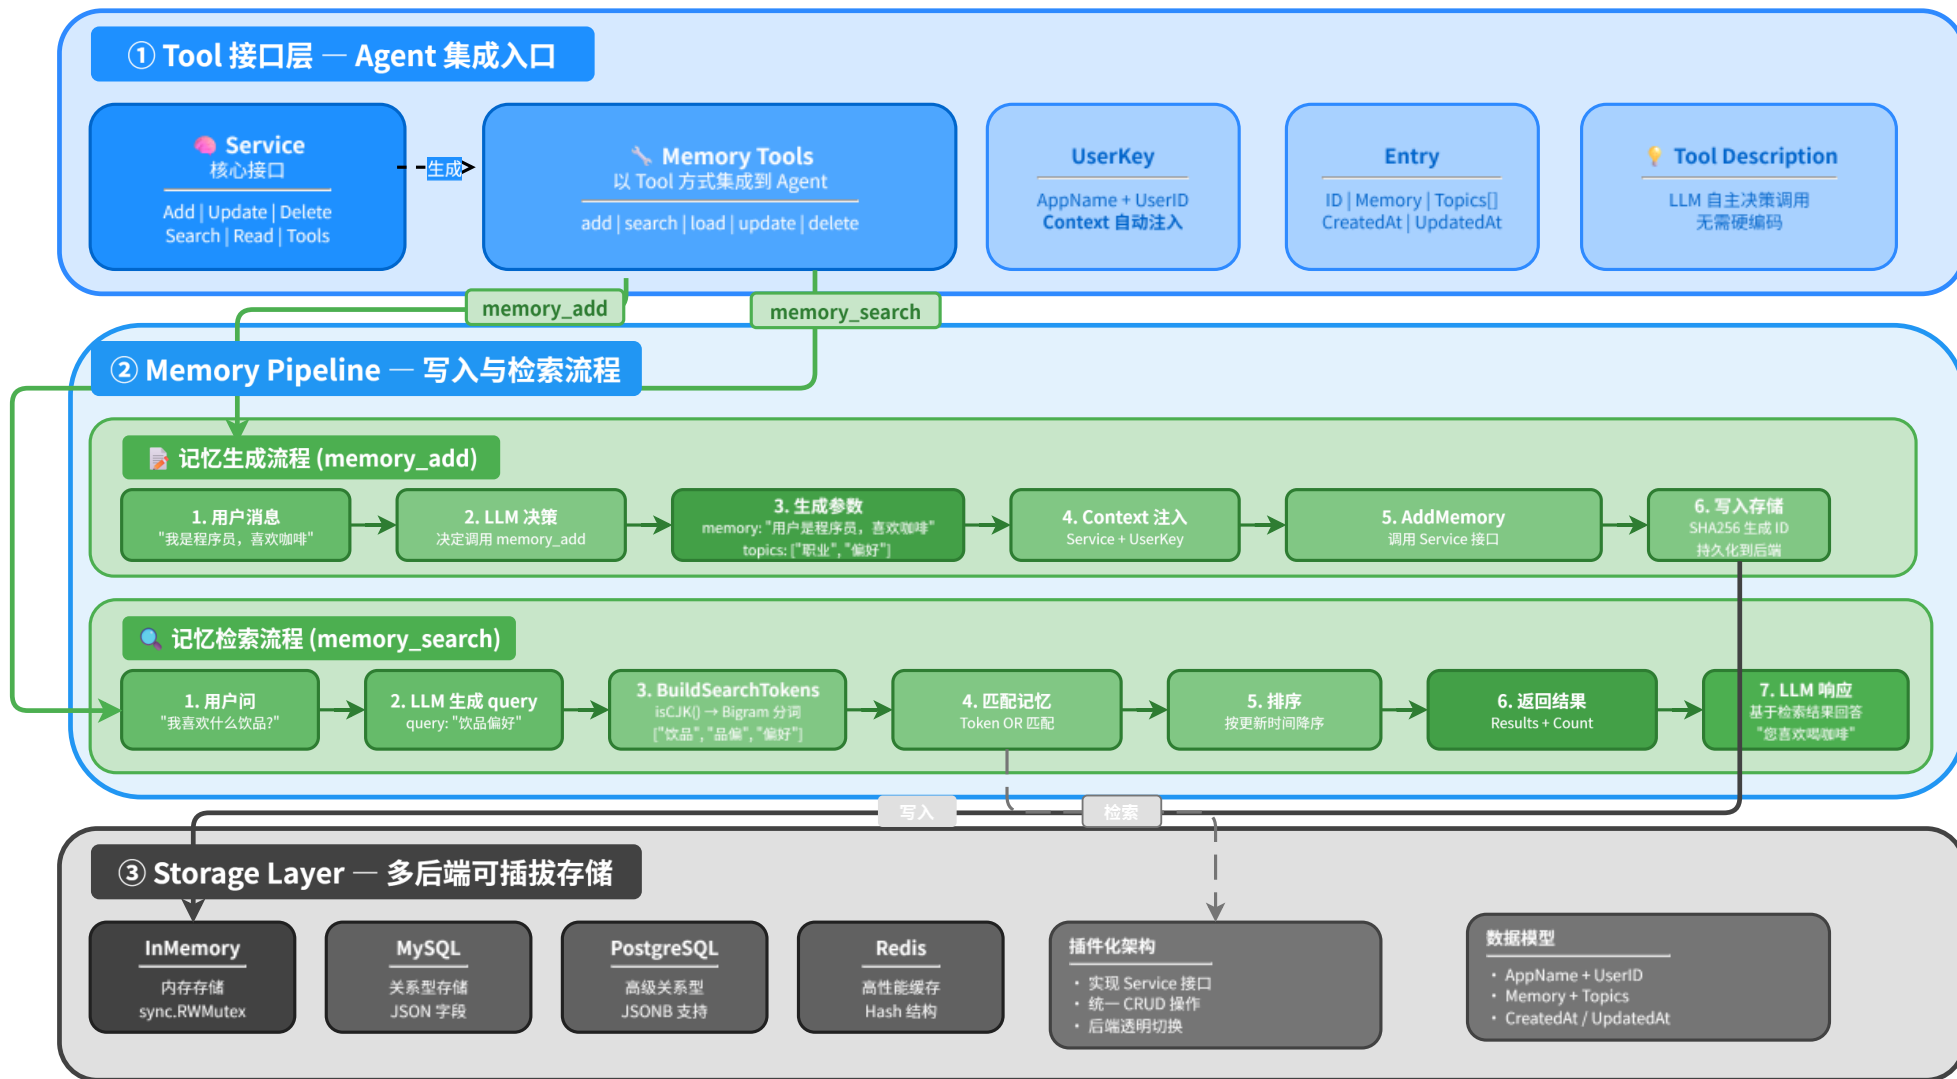 ① Tool 接口层 — Agent 集成入口
Service
核心接口
Add | Update | Delete
Search | Read | Tools
生成
Memory Tools
以 Tool 方式集成到 Agent
add | search | load | update | delete
UserKey
AppName + UserID
Context 自动注入
Entry
ID | Memory | Topics[]
CreatedAt | UpdatedAt
Tool Description
LLM 自主决策调用
无需硬编码
memory_add
memory_search
② Memory Pipeline — 写入与检索流程
记忆生成流程 (memory_add)
1. 用户消息
"我是程序员，喜欢咖啡"
2. LLM 决策
决定调用 memory_add
3. 生成参数
memory: "用户是程序员，喜欢咖啡"
topics: ["职业", "偏好"]
4. Context 注入
Service + UserKey
5. AddMemory
调用 Service 接口
6. 写入存储
SHA256 生成 ID
持久化到后端
记忆检索流程 (memory_search)
1. 用户问
"我喜欢什么饮品?"
2. LLM 生成 query
query: "饮品偏好"
3. BuildSearchTokens
isCJK() → Bigram 分词
["饮品", "品偏", "偏好"]
4. 匹配记忆
Token OR 匹配
5. 排序
按更新时间降序
6. 返回结果
Results + Count
7. LLM 响应
基于检索结果回答
"您喜欢喝咖啡"
写入
检索
③ Storage Layer — 多后端可插拔存储
InMemory
内存存储
sync.RWMutex
MySQL
关系型存储
JSON 字段
PostgreSQL
高级关系型
JSONB 支持
Redis
高性能缓存
Hash 结构
插件化架构
• 实现 Service 接口
• 统一 CRUD 操作
• 后端透明切换
数据模型
• AppName + UserID
• Memory + Topics
• CreatedAt / UpdatedAt